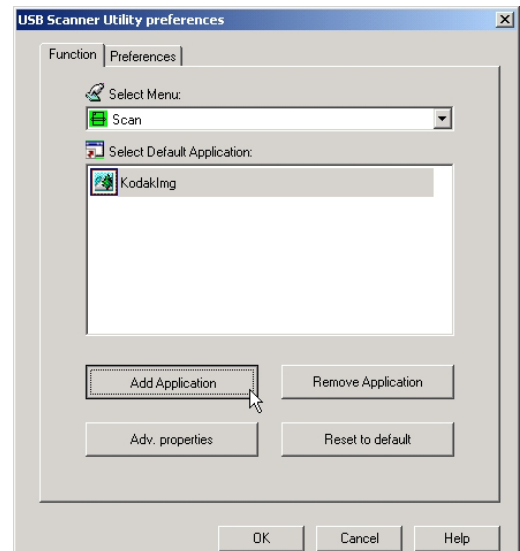 USB Scanner Utility preferences
Function Preferences
Select Menu:
Scan
Select Default Application:
KodakImg
Add Application Remove Application
Adv. properties Reset to default
OK Cancel Help